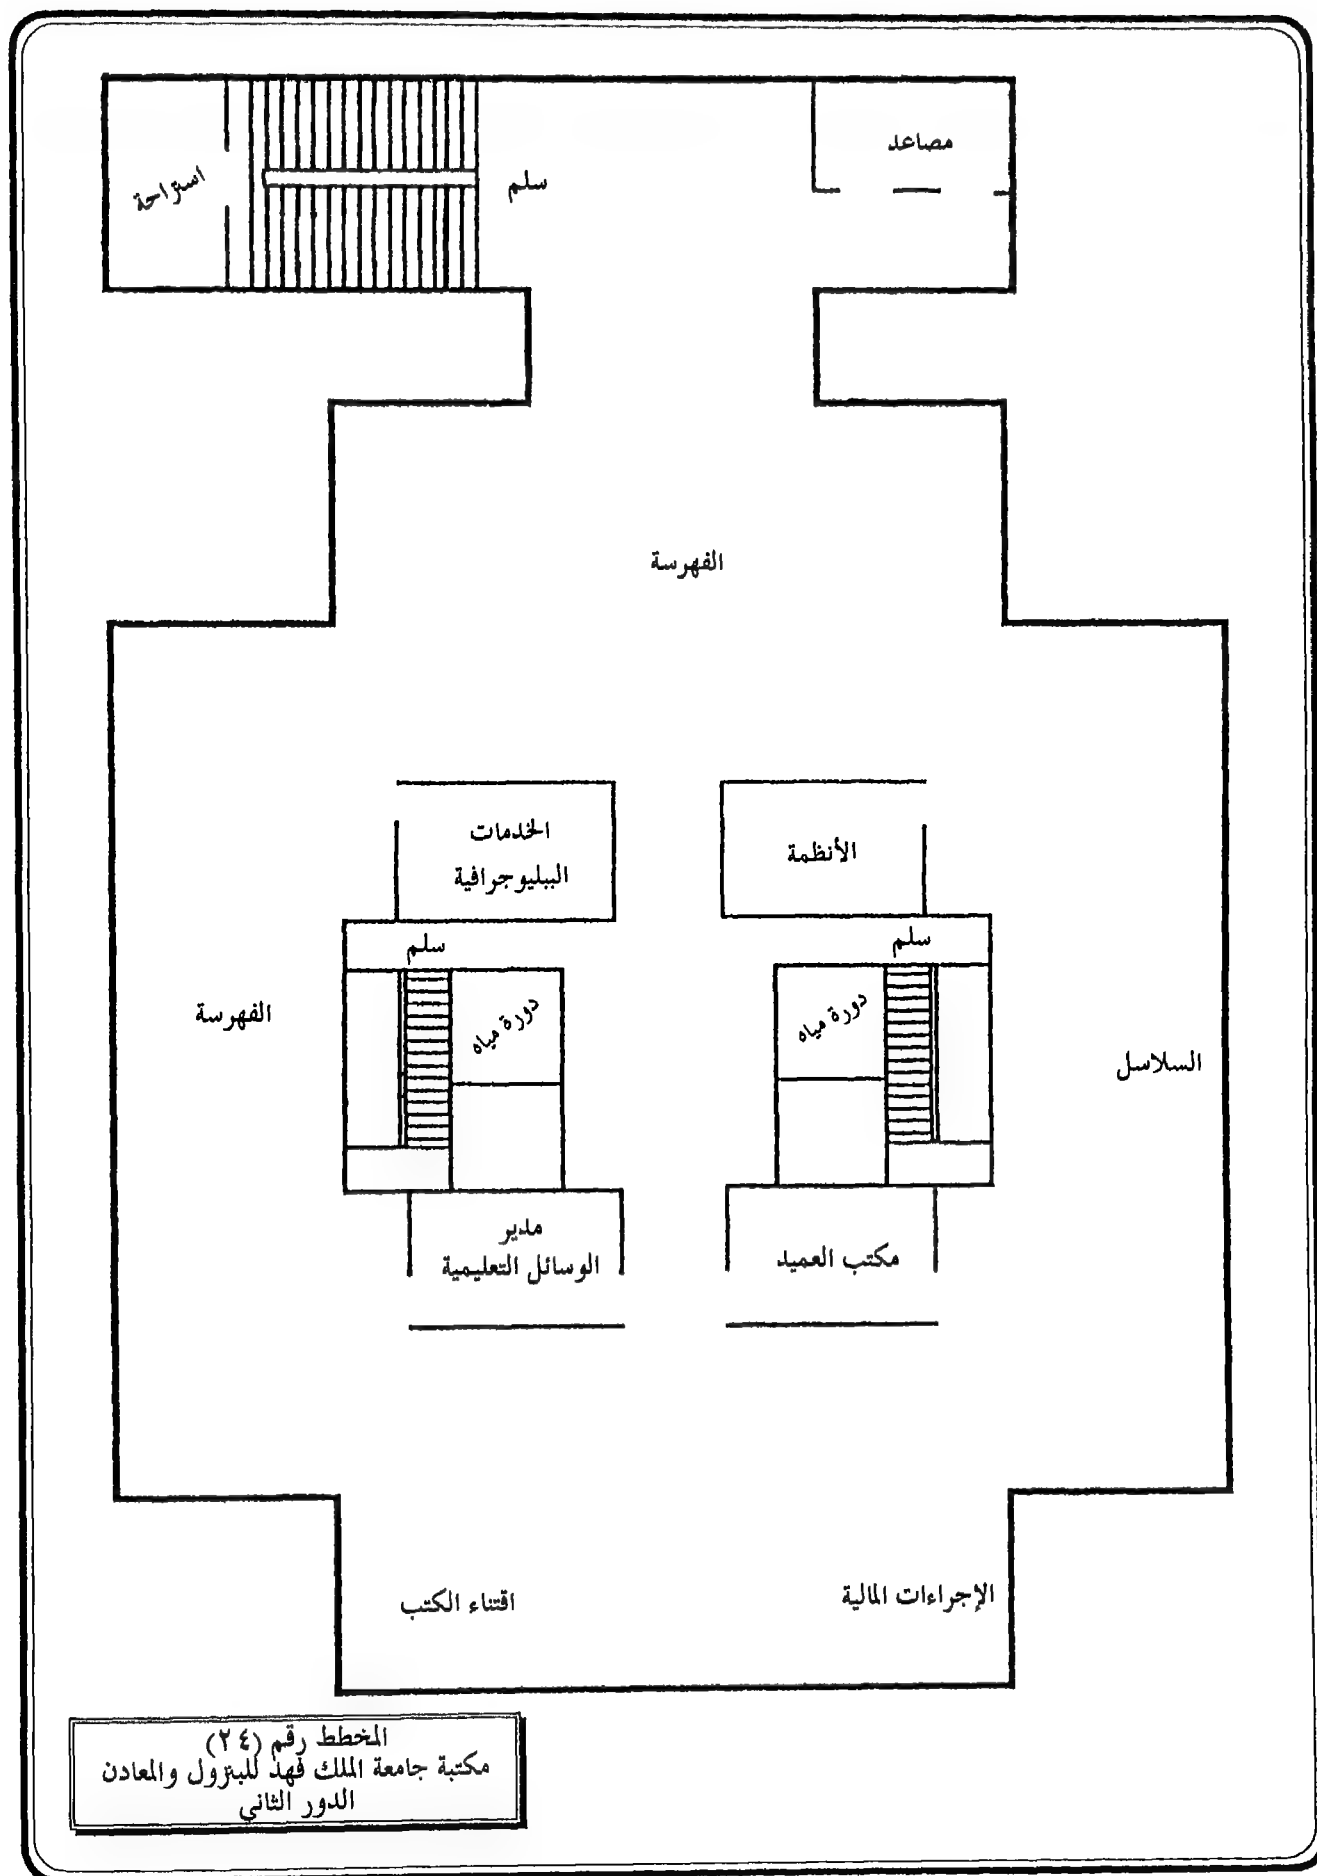 مصاعد
سلم
استراحة
الفهرسة
الأنظمة
الخدمات
الببليوجرافية
سلم
سلم
دورة مياه
دورة مياه
السلاسل
الفهرسة
مكتب العميد
مدير
الوسائل التعليمية
الإجراءات المالية
اقتناء الكتب
المخطط رقم (٢٤)
مكتبة جامعة الملك فهد للبترول والمعادن
الدور الثاني